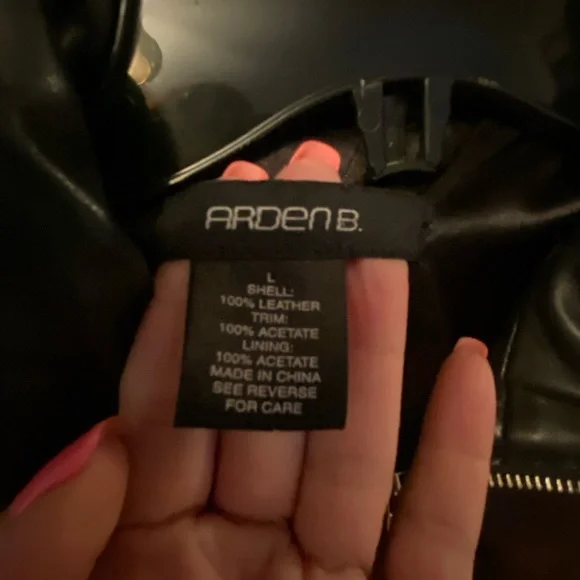 ARDEN B.
L
SHELL:
100% LEATHER
TRIM:
100% ACETATE
LINING:
100% ACETATE
MADE IN CHINA
SEE REVERSE
FOR CARE